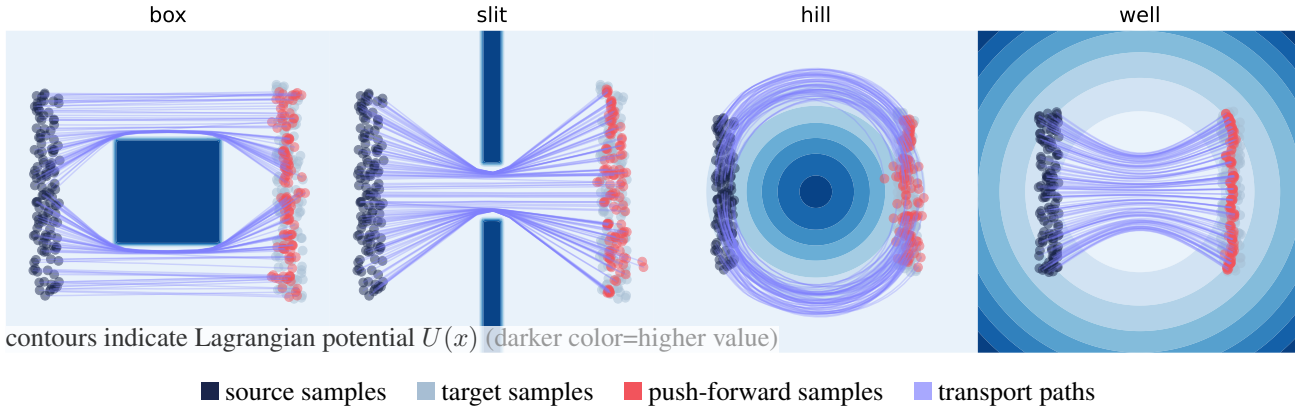 box slit hill well
contours indicate Lagrangian potential U(x) (darker color=higher value)
source samples target samples push-forward samples transport paths